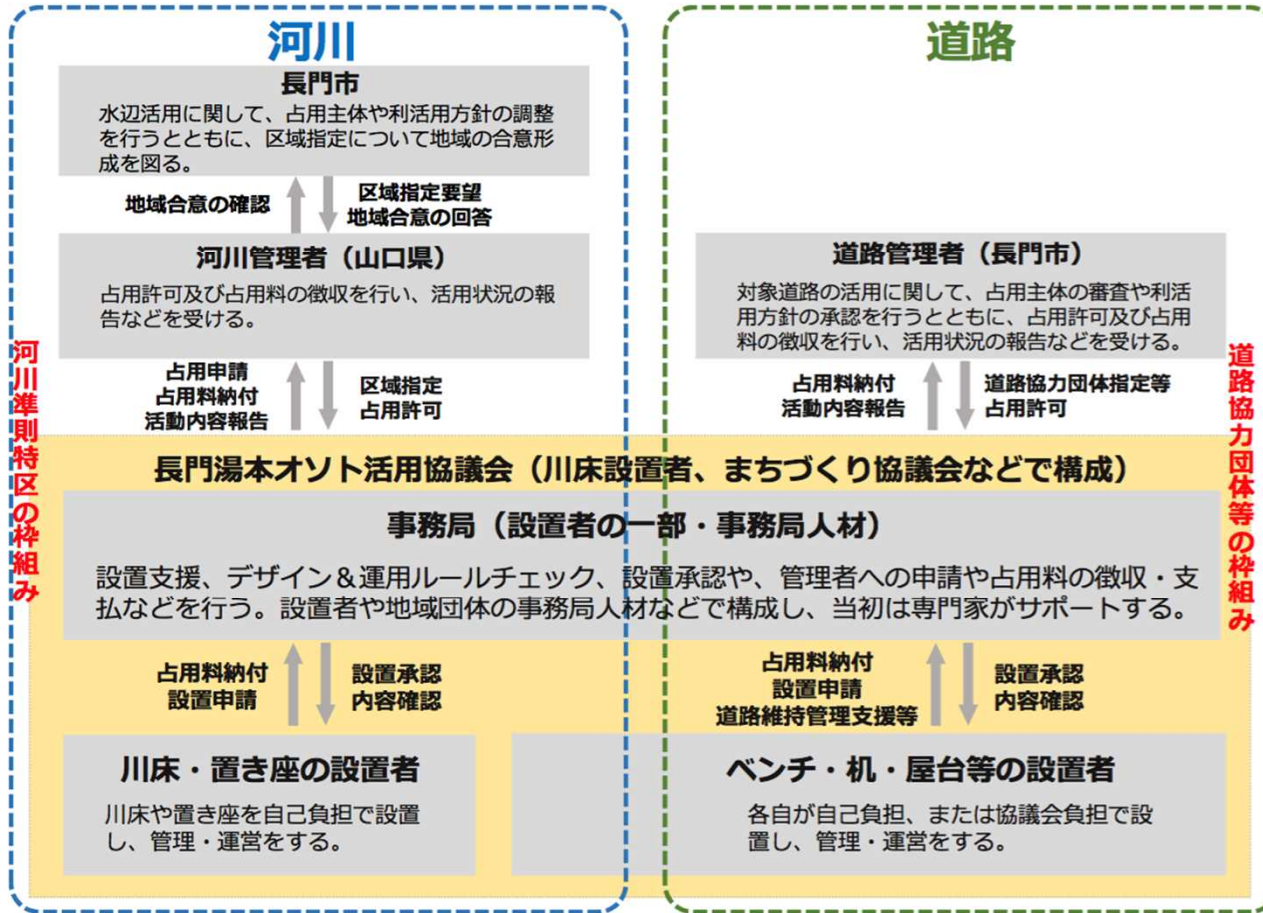 河川
長門市
水辺活用に関して、占用主体や利活用方針の調整
を行うとともに、区域指定について地域の合意形
成を図る。
地域合意の確認
区域指定要望
地域合意の回答
河川管理者（山口県）
占用許可及び占用料の徴収を行い、活用状況の報
告などを受ける。
占用申請
占用料納付
活動内容報告
区域指定
占用許可
河川準則特区の枠組み
道路
道路管理者（長門市）
対象道路の活用に関して、占用主体の審査や利活
用方針の承認を行うとともに、占用許可及び占用
料の徴収を行い、活用状況の報告などを受ける。
占用料納付
活動内容報告
道路協力団体指定等
占用許可
道路協力団体等の枠組み
長門湯本オソト活用協議会（川床設置者、まちづくり協議会などで構成）
事務局（設置者の一部・事務局人材）
設置支援、デザイン＆運用ルールチェック、設置承認や、管理者への申請や占用料の徴収・支
払などを行う。設置者や地域団体の事務局人材などで構成し、当初は専門家がサポートする。
占用料納付
設置申請
設置承認
内容確認
占用料納付
設置申請
道路維持管理支援等
設置承認
内容確認
川床・置き座の設置者
川床や置き座を自己負担で設置
し、管理・運営をする。
ベンチ・机・屋台等の設置者
各自が自己負担、または協議会負担で設
置し、管理・運営をする。